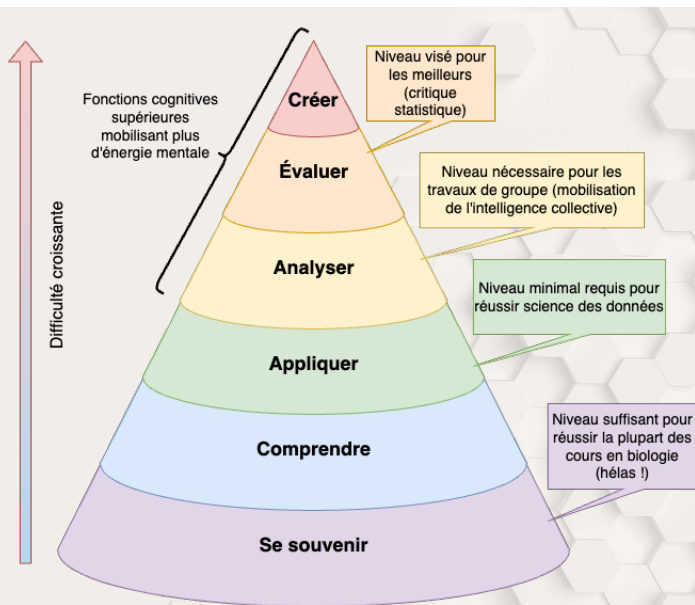 Niveau visé pour
les meilleurs
(critique
statistique)
Fonctions cognitives
supérieures
mobilisant plus
d'énergie mentale
Créer
Évaluer
Niveau nécessaire pour les
travaux de groupe (mobilisation
de l'intelligence collective)
Analyser
Niveau minimal requis pour
réussir science des données
Difficulté croissante
Appliquer
Niveau suffisant pour
réussir la plupart des
cours en biologie
(hélas !)
Comprendre
Se souvenir